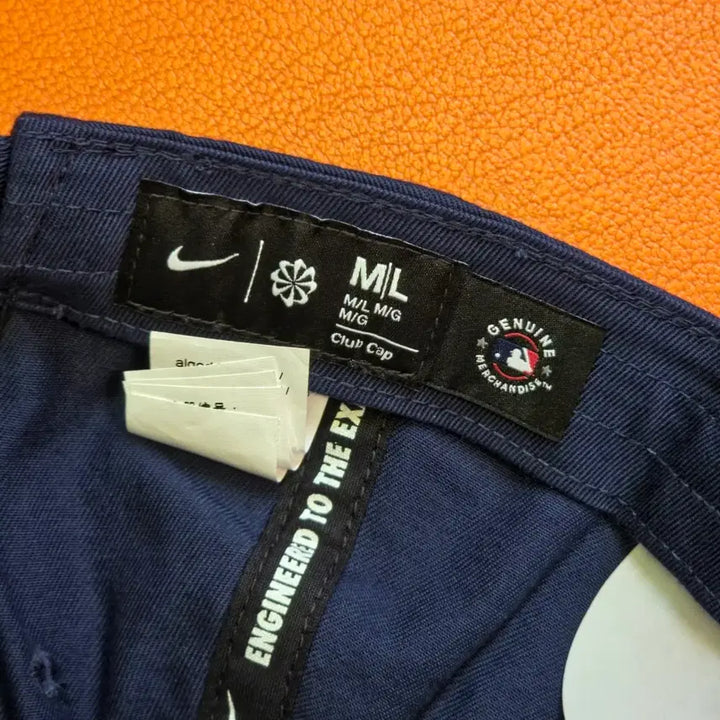 M/L
M/L M/G
M/G
Club Cap
GENUINE
MERCHANDISE
ENGINEERED TO THE EX